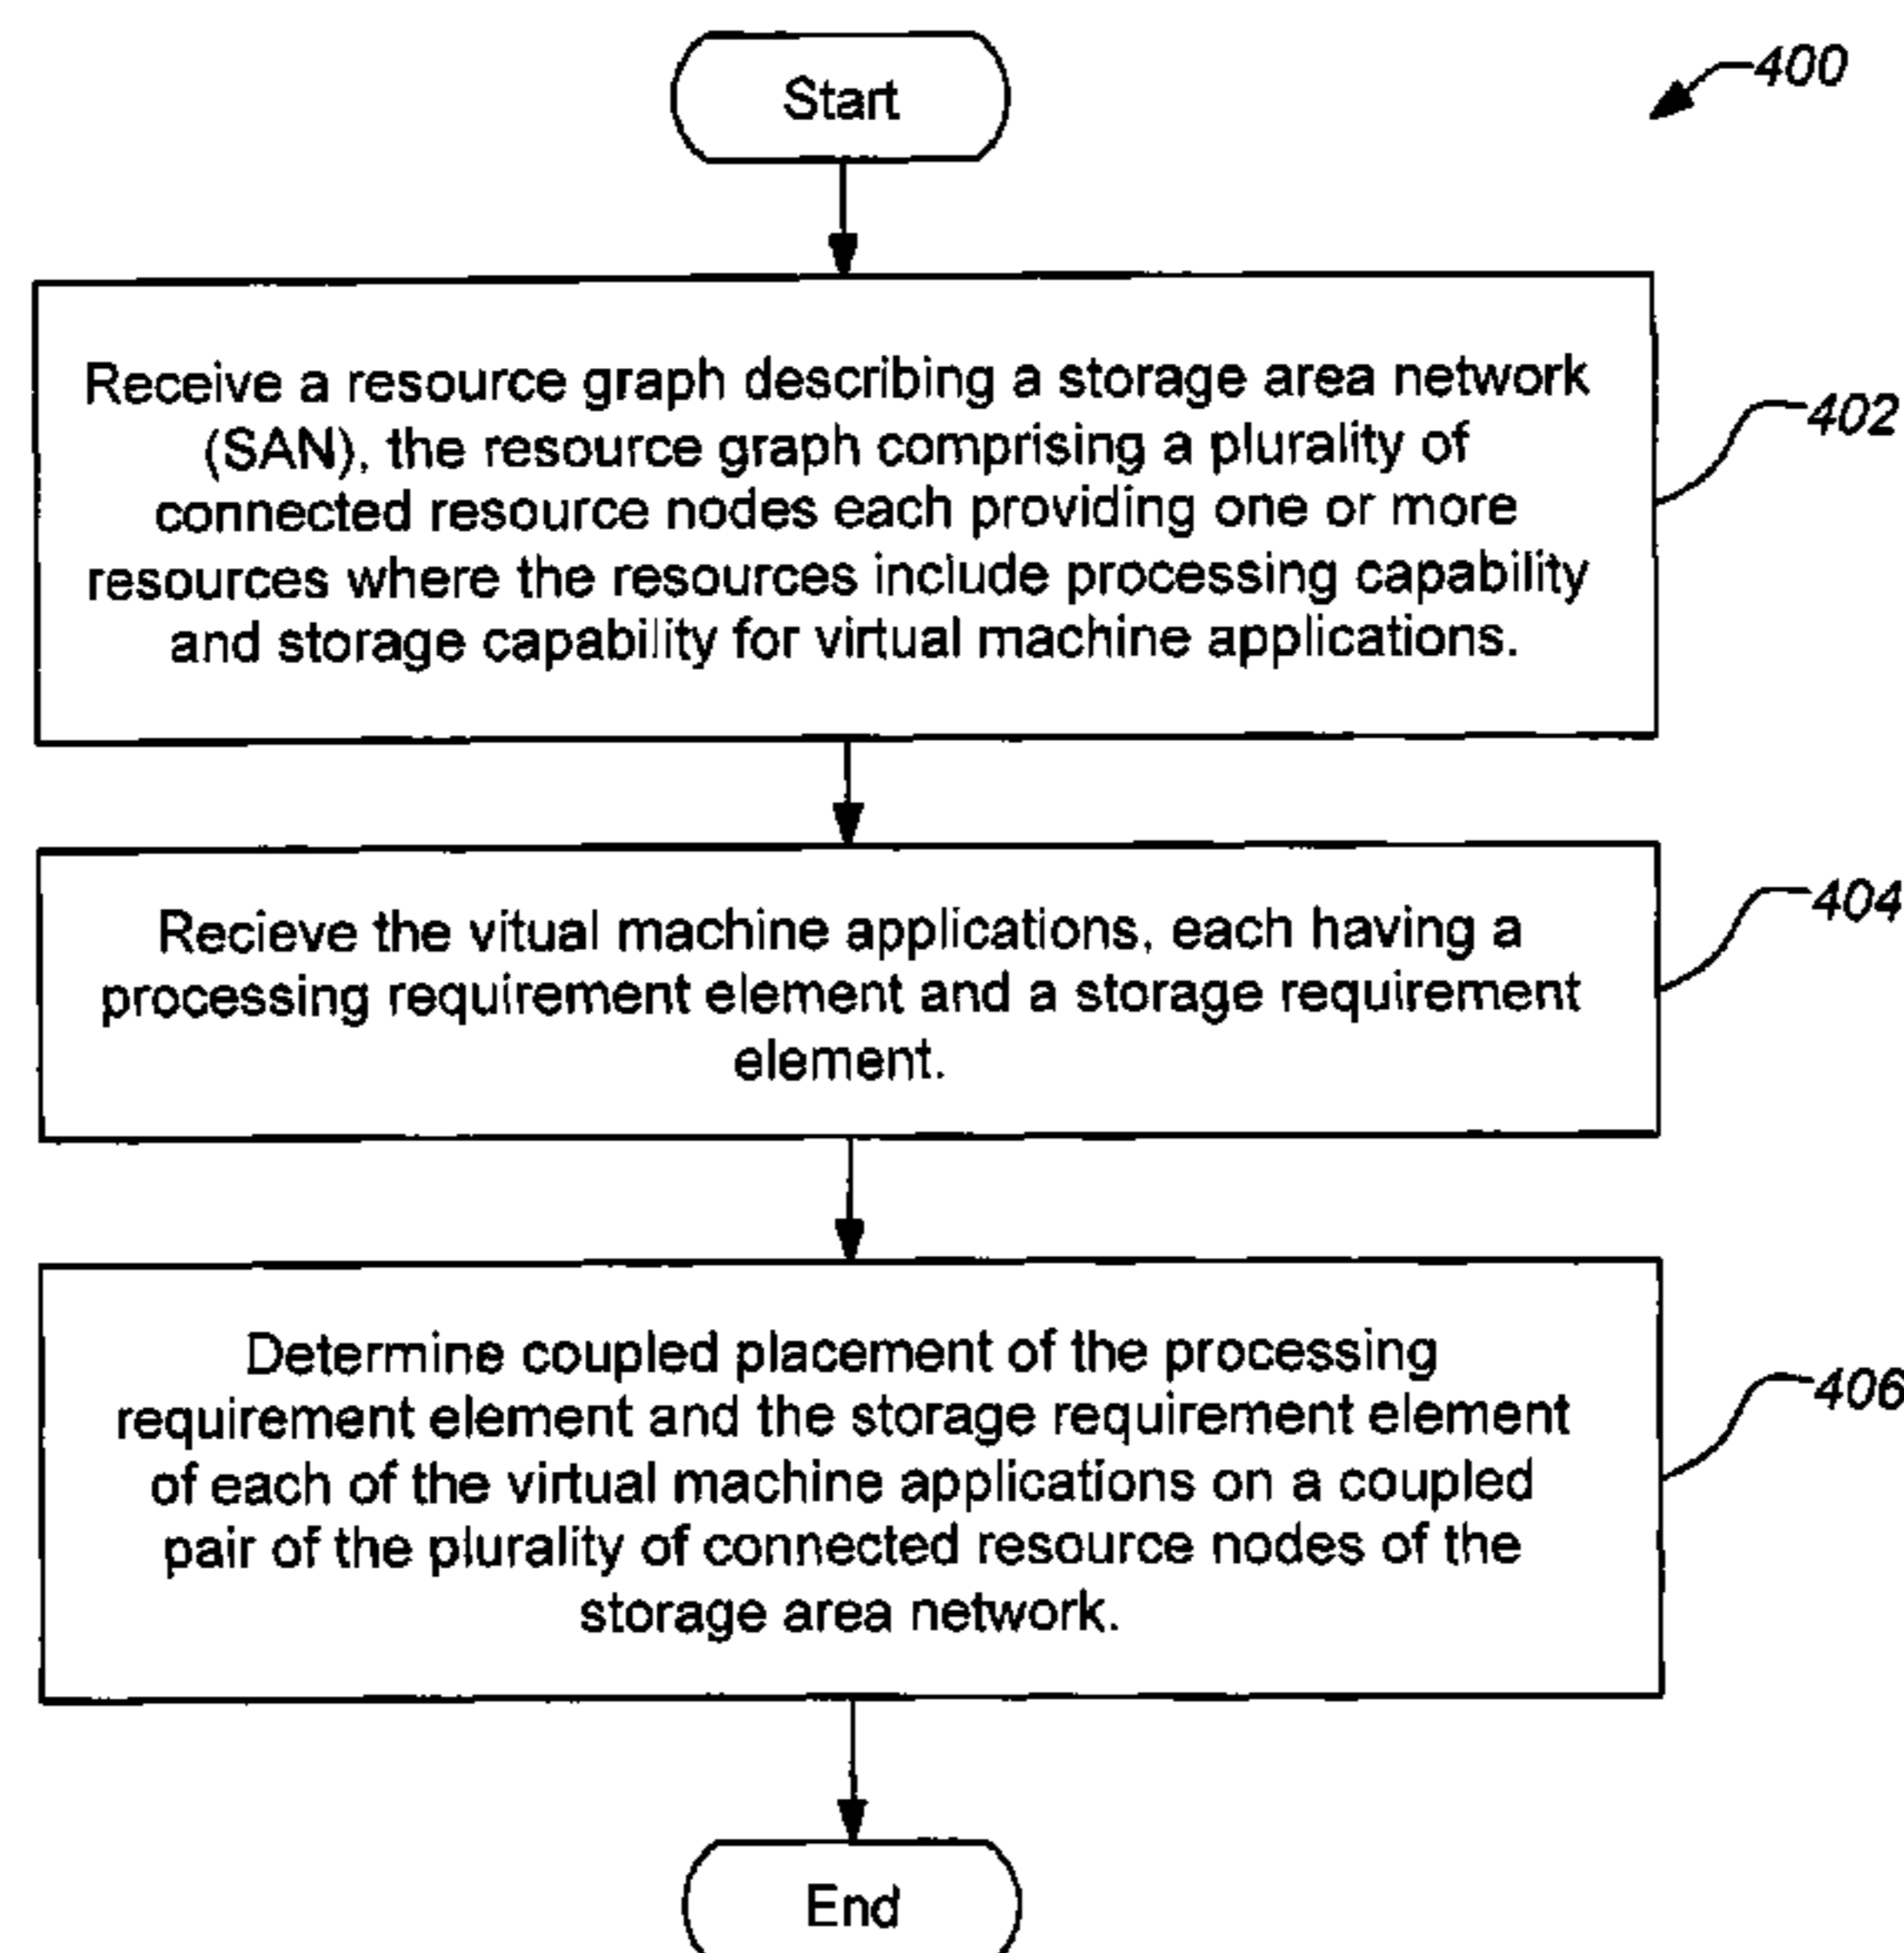 Start
400
Receive a resource graph describing a storage area network
(SAN), the resource graph comprising a plurality of
connected resource nodes each providing one or more
resources where the resources include processing capability
and storage capability for virtual machine applications.
402
Recieve the vitual machine applications, each having a
processing requirement element and a storage requirement
element.
404
Determine coupled placement of the processing
requirement element and the storage requirement element
of each of the virtual machine applications on a coupled
pair of the plurality of connected resource nodes of the
storage area network.
406
End